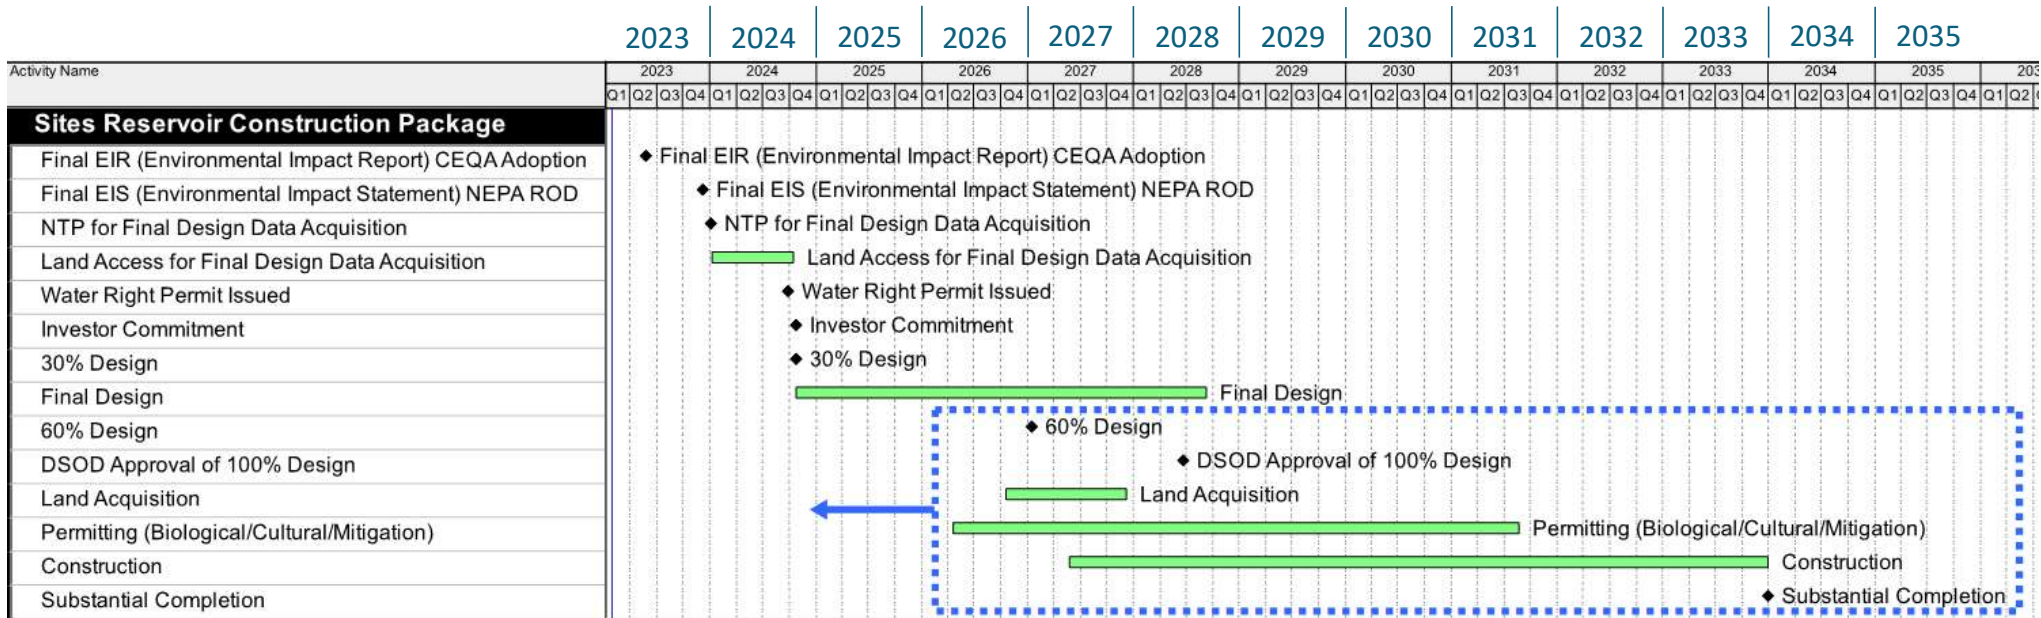 2023 2024 2025 2026 2027 2028 2029 2030 2031 2032 2033 2034 2035
Activity Name 2023 2024 2025 2026 2027 2028 2029 2030 2031 2032 2033 2034 2035 203
Q1 Q2 Q3 Q4 Q1 Q2 Q3 Q4 Q1 Q2 Q3 Q4 Q1 Q2 Q3 Q4 Q1 Q2 Q3 Q4 Q1 Q2 Q3 Q4 Q1 Q2 Q3 Q4 Q1 Q2 Q3 Q4 Q1 Q2 Q3 Q4 Q1 Q2 Q3 Q4 Q1 Q2 Q3 Q4 Q1 Q2 Q3 Q4 Q1 Q2 Q3 Q4 Q1 Q2
Sites Reservoir Construction Package
Final EIR (Environmental Impact Report) CEQA Adoption Final EIR (Environmental Impact Report) CEQA Adoption
Final EIS (Environmental Impact Statement) NEPA ROD Final EIS (Environmental Impact Statement) NEPA ROD
NTP for Final Design Data Acquisition NTP for Final Design Data Acquisition
Land Access for Final Design Data Acquisition Land Access for Final Design Data Acquisition
Water Right Permit Issued Water Right Permit Issued
Investor Commitment Investor Commitment
30% Design 30% Design
Final Design Final Design
60% Design 60% Design
DSOD Approval of 100% Design DSOD Approval of 100% Design
Land Acquisition Land Acquisition
Permitting (Biological/Cultural/Mitigation) Permitting (Biological/Cultural/Mitigation)
Construction Construction
Substantial Completion Substantial Completion